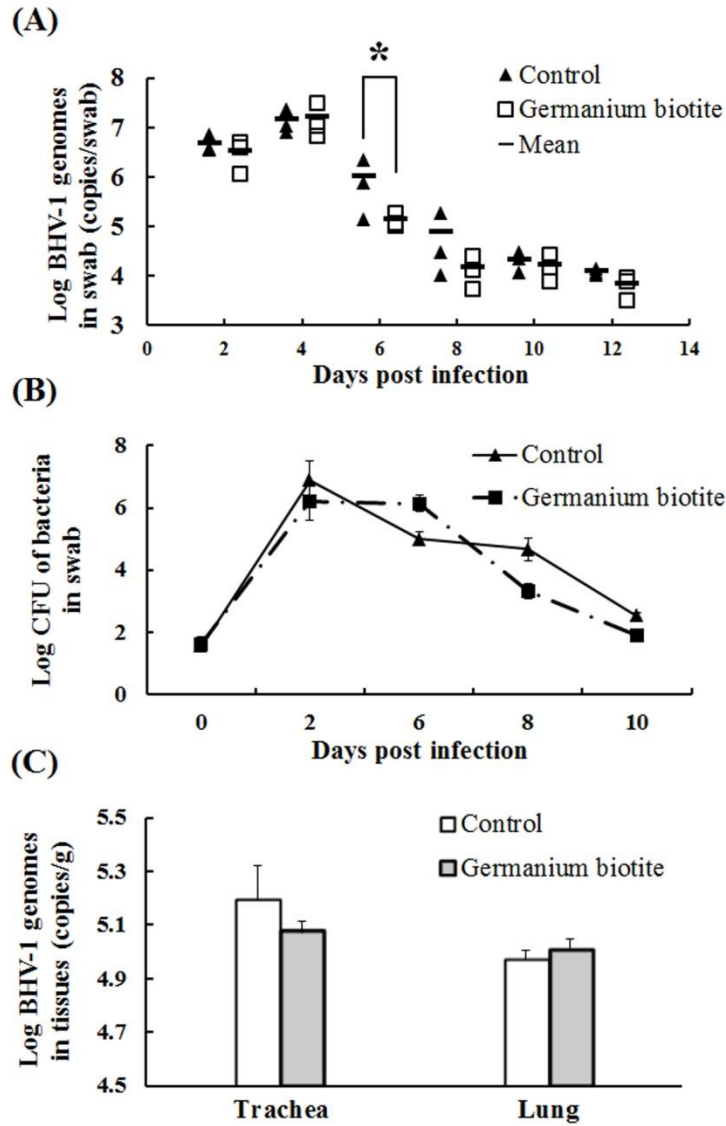 (A)
*
Log BHV-1 genomes
in swab (copies/swab)
8
7
6
5
4
3
Control
Germanium biotite
Mean
0 2 4 6 8 10 12 14
Days post infection
(B)
Log CFU of bacteria
in swab
8
6
4
2
0
Control
Germanium biotite
0 2 6 8 10
Days post infection
(C)
Log BHV-1 genomes
in tissues (copies/g)
5.5
5.3
5.1
4.9
4.7
4.5
Control
Germanium biotite
Trachea Lung